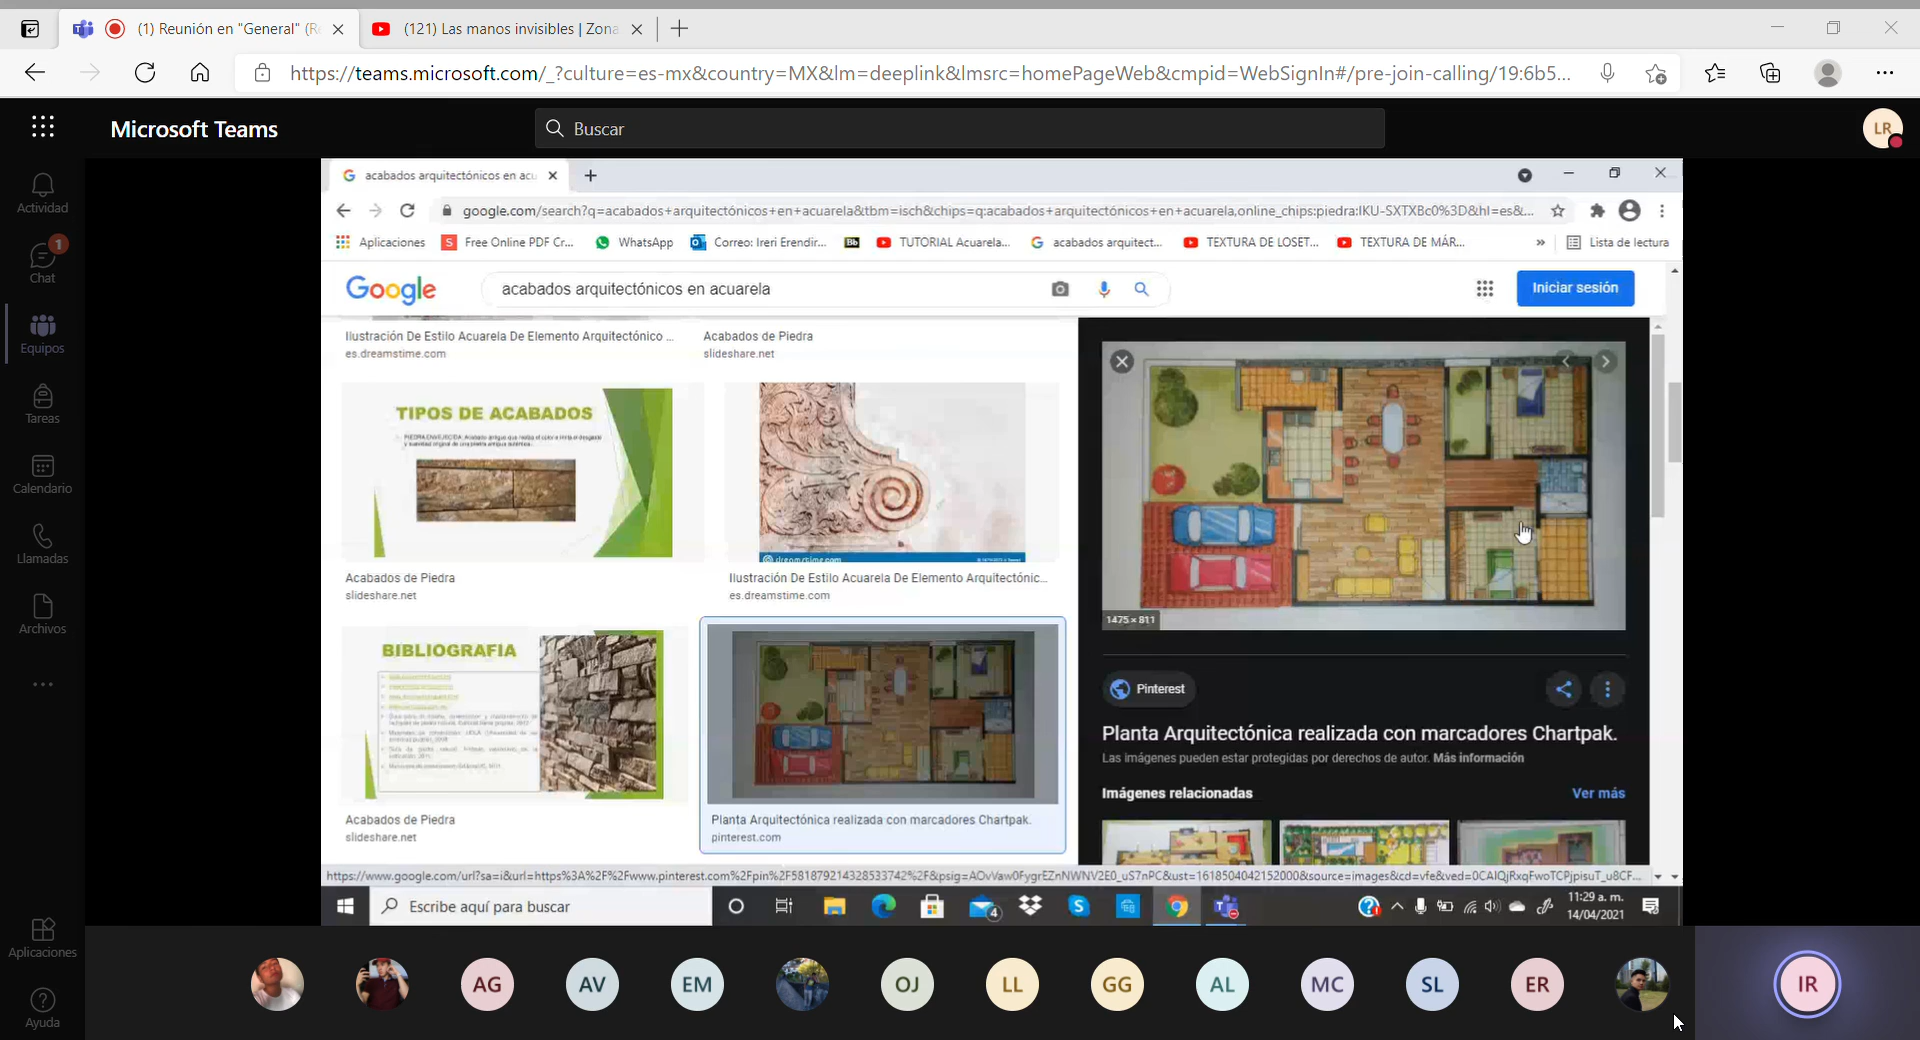 (1) Reunión en "General" (R
(121) Las manos invisibles | Zona
https://teams.microsoft.com/_?culture=es-mx&country=MX&lm=deeplink&lmsrc=homePageWeb&cmpid=WebSignIn#/pre-join-calling/19:6b5...
Microsoft Teams
Buscar
LR
Actividad
1
Chat
Equipos
Tareas
Calendario
Llamadas
Archivos
Aplicaciones
Ayuda
acabados arquitectónicos en acu
google.com/search?q=acabados+arquitectónicos+en+acuarela&tbm=isch&chips=q:acabados+arquitectónicos+en+acuarela,online_chips:piedra:IKU-SXTXBc0%3D&hl=es&...
Aplicaciones
Free Online PDF Cr...
WhatsApp
Correo: Ireri Erendir...
Bb
TUTORIAL Acuarela...
acabados arquitect...
TEXTURA DE LOSET...
TEXTURA DE MÁR...
»
Lista de lectura
Google
acabados arquitectónicos en acuarela
Iniciar sesión
Ilustración De Estilo Acuarela De Elemento Arquitectónico ...
es.dreamstime.com
Acabados de Piedra
slideshare.net
TIPOS DE ACABADOS
dreamstime.com
Acabados de Piedra
slideshare.net
Ilustración De Estilo Acuarela De Elemento Arquitectónic...
es.dreamstime.com
BIBLIOGRAFIA
Acabados de Piedra
slideshare.net
Planta Arquitectónica realizada con marcadores Chartpak.
pinterest.com
1475 × 811
Pinterest
Planta Arquitectónica realizada con marcadores Chartpak.
Las imágenes pueden estar protegidas por derechos de autor. Más información
Imágenes relacionadas
Ver más
Escribe aquí para buscar
4
11:29 a. m.
14/04/2021
AG
AV
EM
OJ
LL
GG
AL
MC
SL
ER
IR